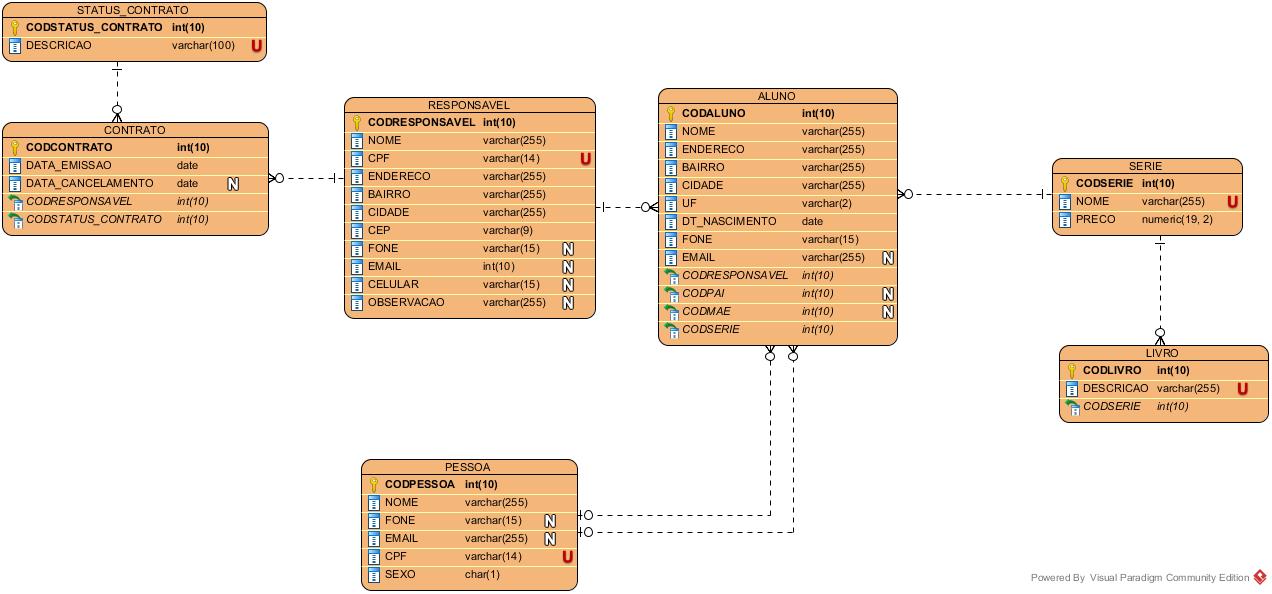 STATUS_CONTRATO
CODSTATUS_CONTRATO int(10)
DESCRICAO varchar(100) U
CONTRATO
CODCONTRATO int(10)
DATA_EMISSAO date
DATA_CANCELAMENTO date N
CODRESPONSAVEL int(10)
CODSTATUS_CONTRATO int(10)
RESPONSAVEL
CODRESPONSAVEL int(10)
NOME varchar(255)
CPF varchar(14) U
ENDERECO varchar(255)
BAIRRO varchar(255)
CIDADE varchar(255)
CEP varchar(9)
FONE varchar(15) N
EMAIL int(10) N
CELULAR varchar(15) N
OBSERVACAO varchar(255) N
ALUNO
CODALUNO int(10)
NOME varchar(255)
ENDERECO varchar(255)
BAIRRO varchar(255)
CIDADE varchar(255)
UF varchar(2)
DT_NASCIMENTO date
FONE varchar(15)
EMAIL varchar(255) N
CODRESPONSAVEL int(10)
CODPAI int(10) N
CODMAE int(10) N
CODSERIE int(10)
SERIE
CODSERIE int(10)
NOME varchar(255) U
PRECO numeric(19, 2)
LIVRO
CODLIVRO int(10)
DESCRICAO varchar(255) U
CODSERIE int(10)
PESSOA
CODPESSOA int(10)
NOME varchar(255)
FONE varchar(15) N
EMAIL varchar(255) N
CPF varchar(14) U
SEXO char(1)
Powered By Visual Paradigm Community Edition